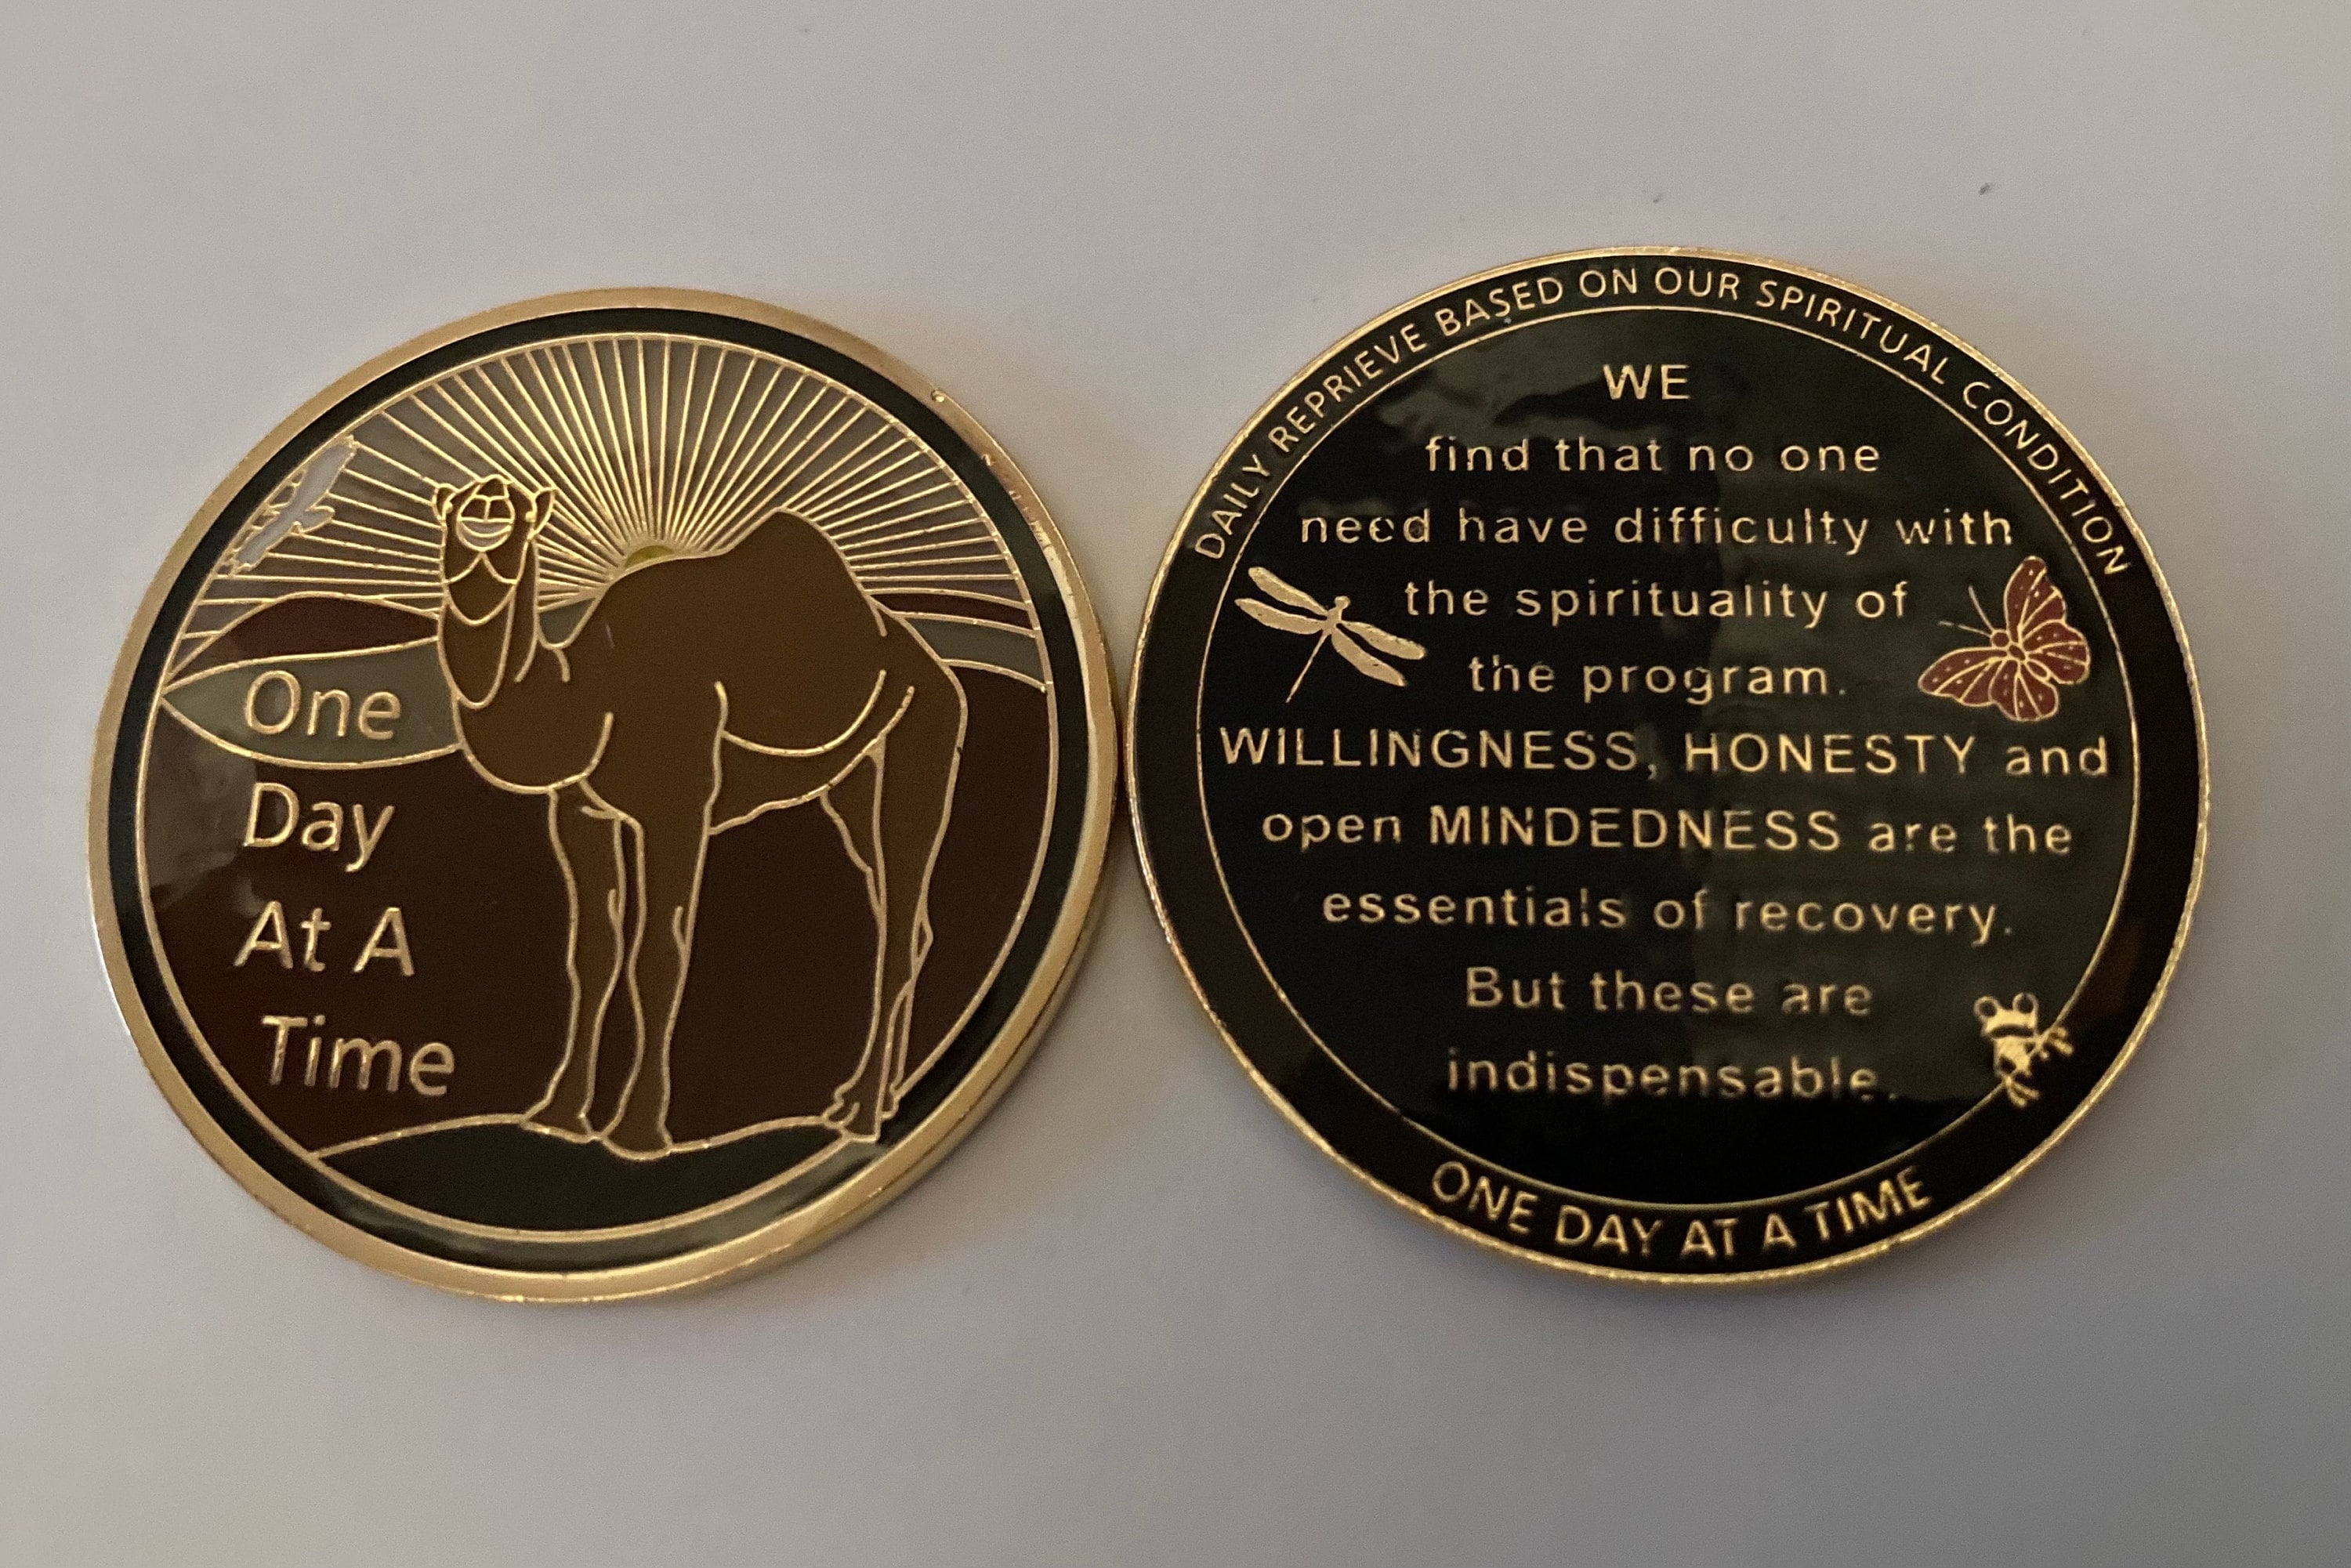 One
Day
At A
Time
DAILY REPRIEVE BASED ON OUR SPIRITUAL CONDITION
WE
find that no one
need have difficulty with
the spirituality of
the program.
WILLINGNESS, HONESTY and
open MINDEDNESS are the
essentials of recovery.
But these are
indispensable.
ONE DAY AT A TIME